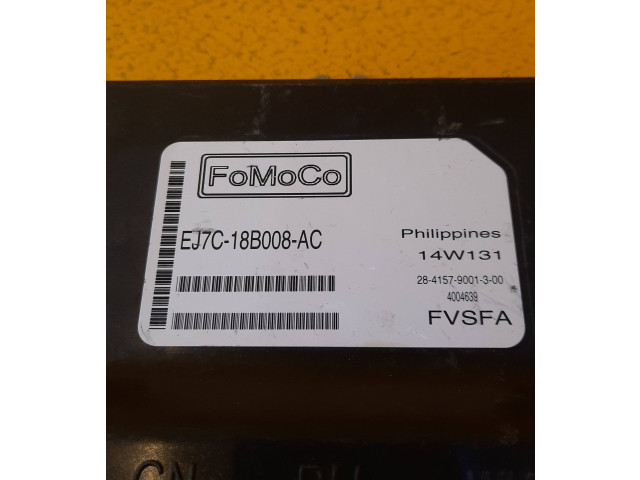 FoMoCo
EJ7C-18B008-AC
Philippines
14W131
28-4157-9001-3-00
4004639
FVSFA